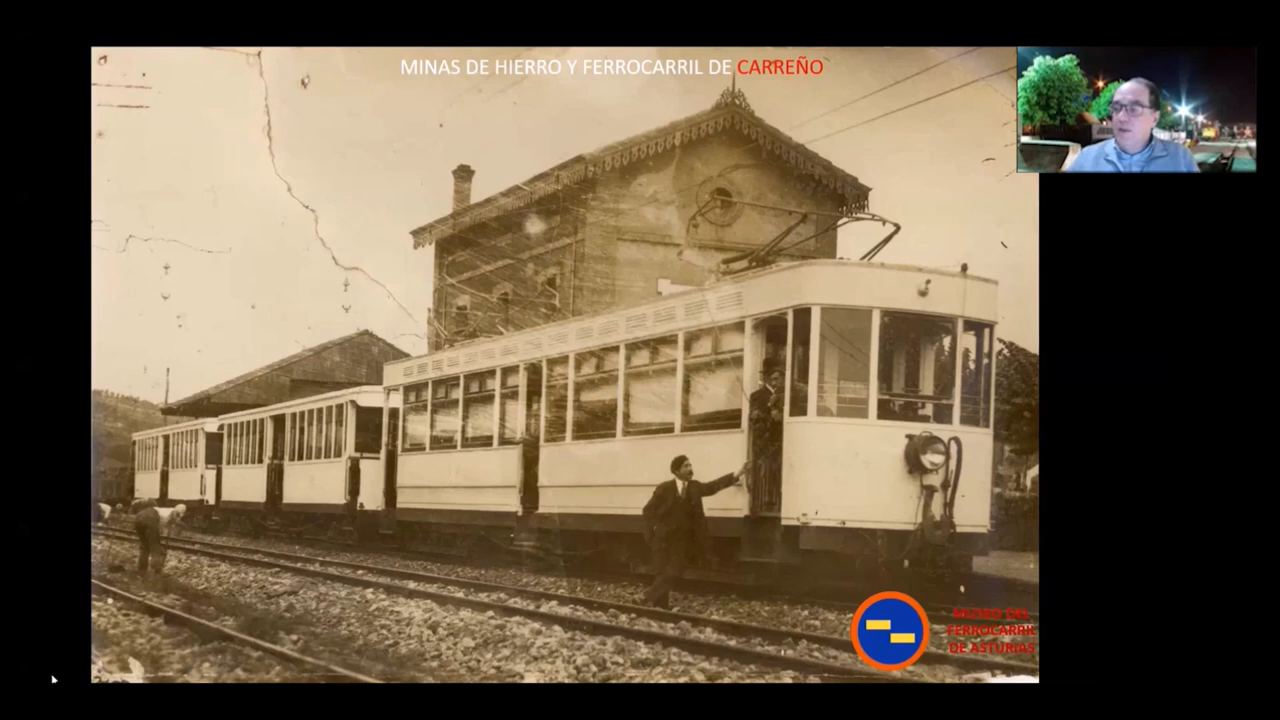 MINAS DE HIERRO Y FERROCARRIL DE CARREÑO
MUSEO DEL
FERROCARRIL
DE ASTURIAS